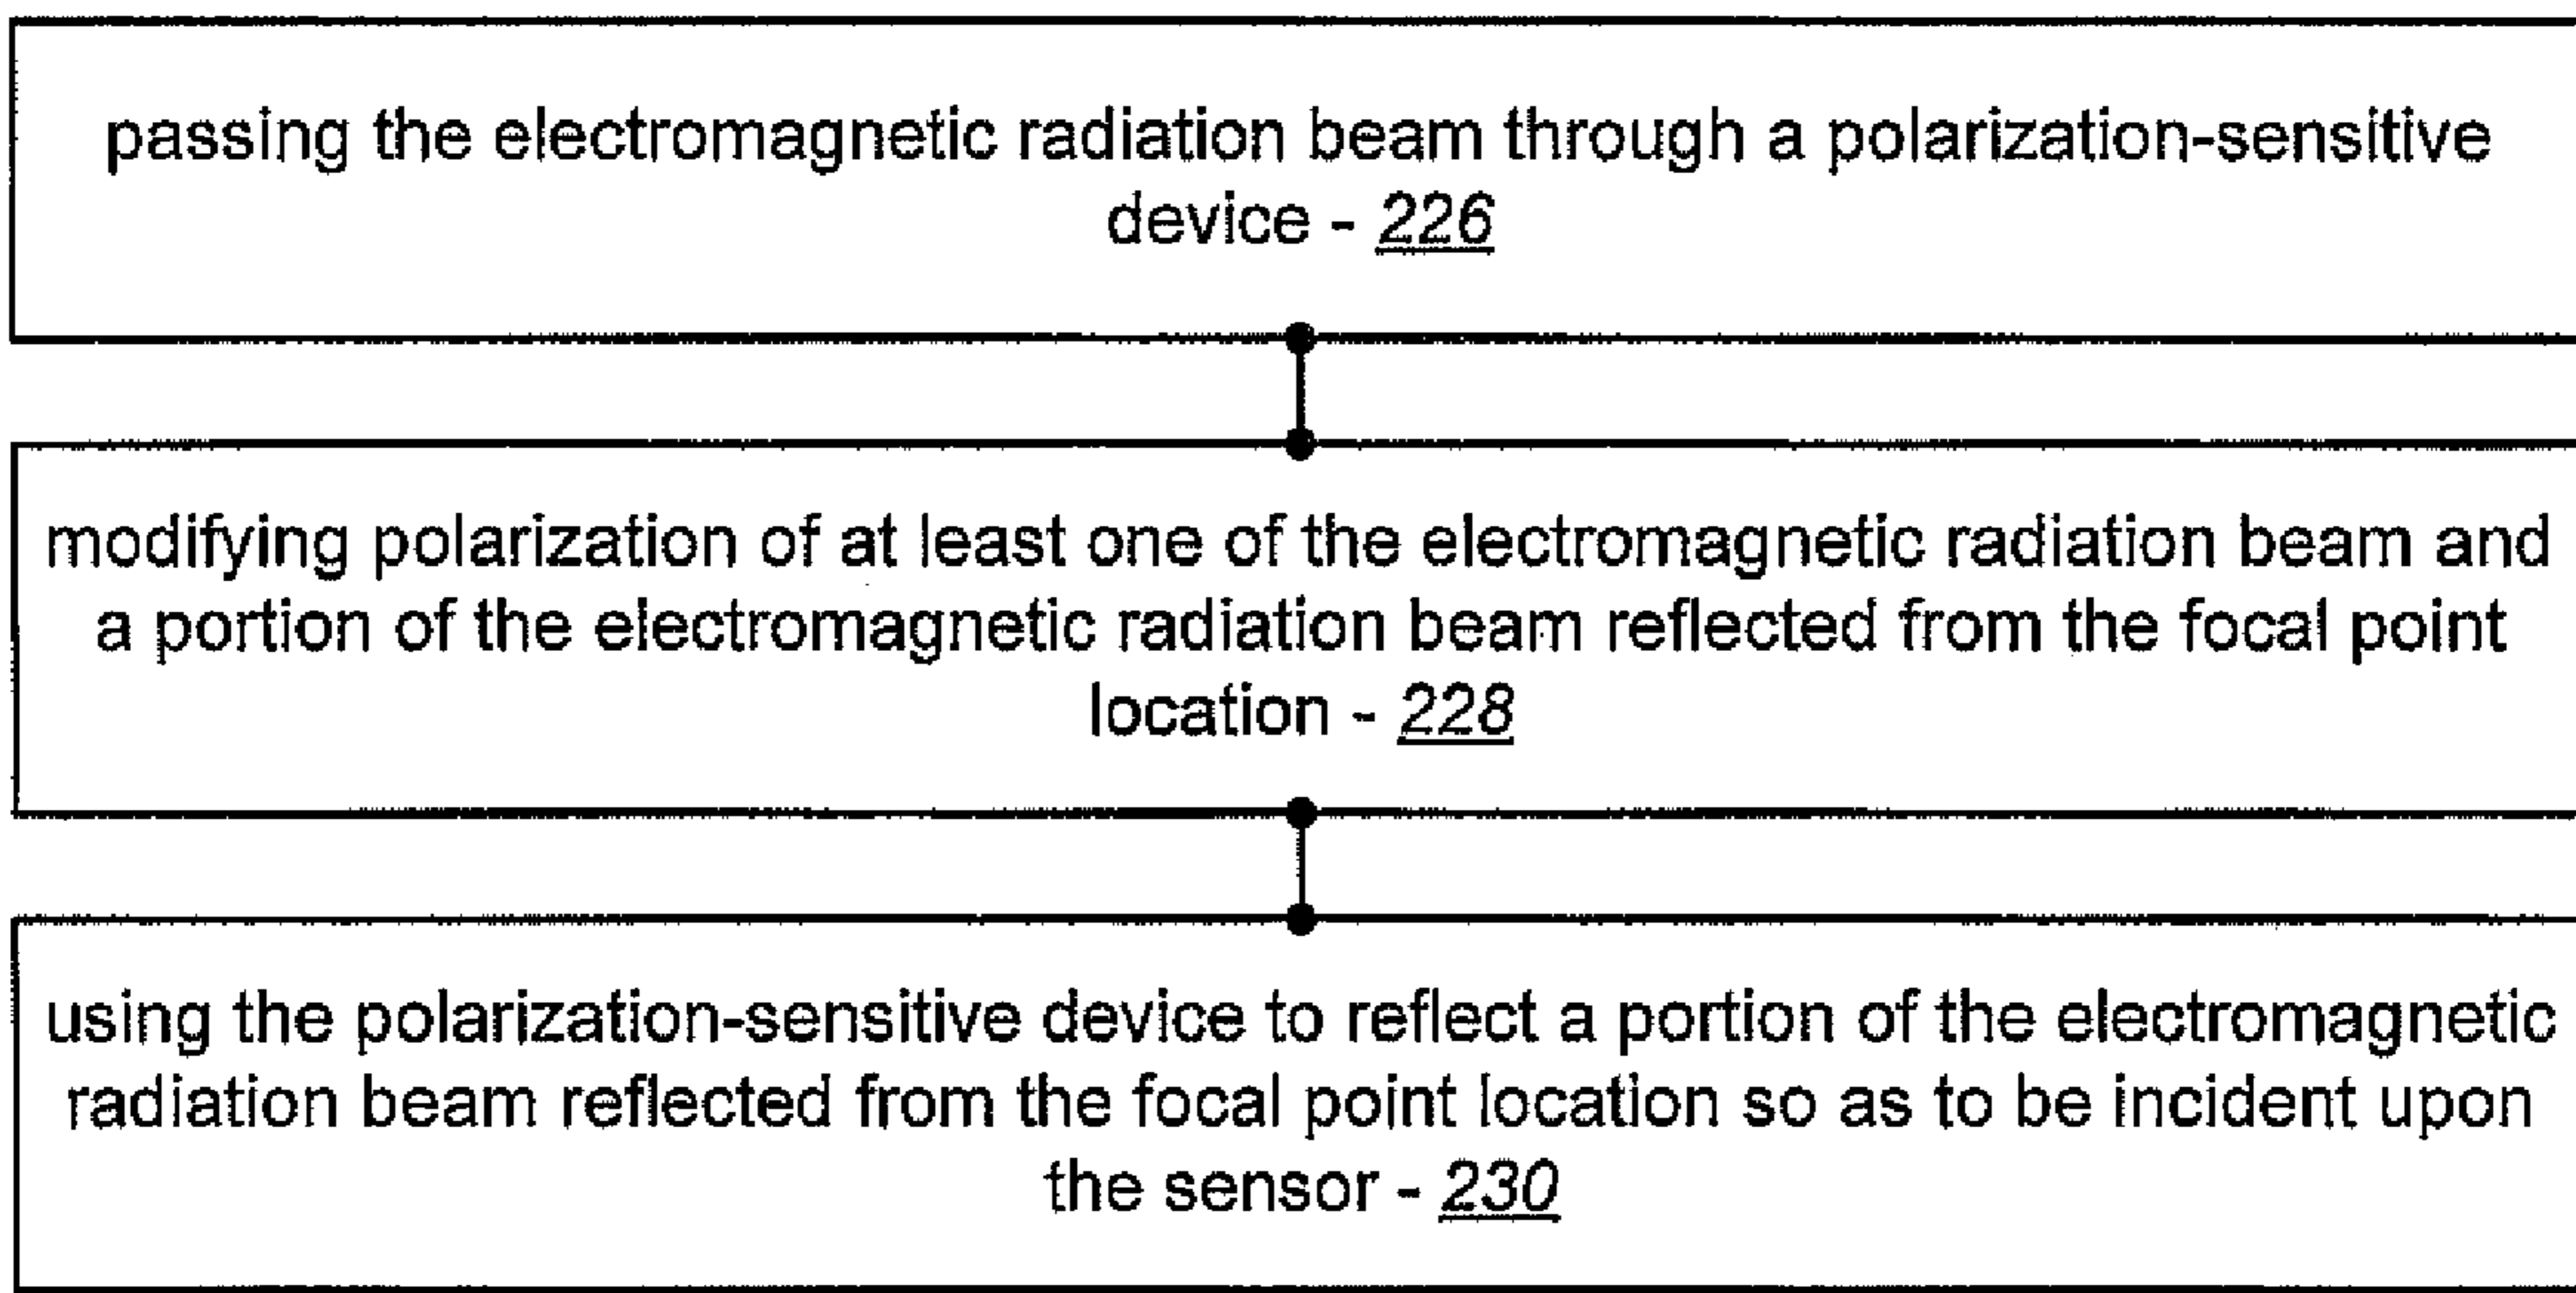 passing the electromagnetic radiation beam through a polarization-sensitive
device - 226
modifying polarization of at least one of the electromagnetic radiation beam and
a portion of the electromagnetic radiation beam reflected from the focal point
location - 228
using the polarization-sensitive device to reflect a portion of the electromagnetic
radiation beam reflected from the focal point location so as to be incident upon
the sensor - 230